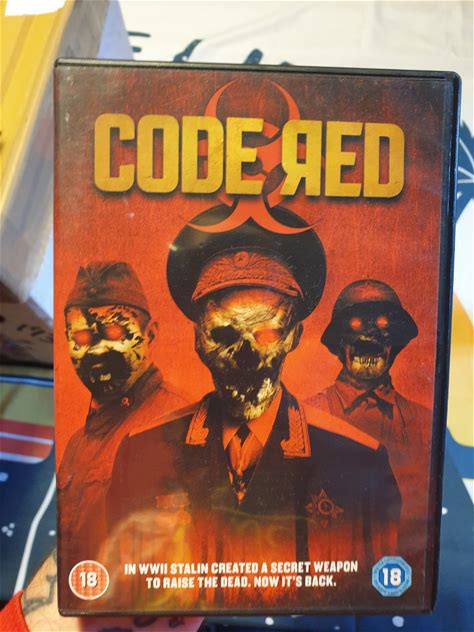 CODE ЯED
IN WWII STALIN CREATED A SECRET WEAPON
TO RAISE THE DEAD. NOW IT'S BACK.
18
18